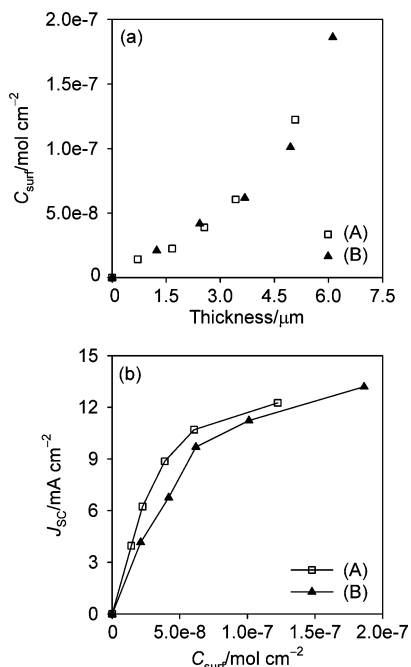 (a)
2.0e-7
1.5e-7
1.0e-7
5.0e-8
0
C_surf/mol cm⁻²
(A)
(B)
0 1.5 3.0 4.5 6.0 7.5
Thickness/μm
(b)
15
12
9
6
3
0
J_SC/mA cm⁻²
(A)
(B)
5.0e-8 1.0e-7 1.5e-7 2.0e-7
C_surf/mol cm⁻²